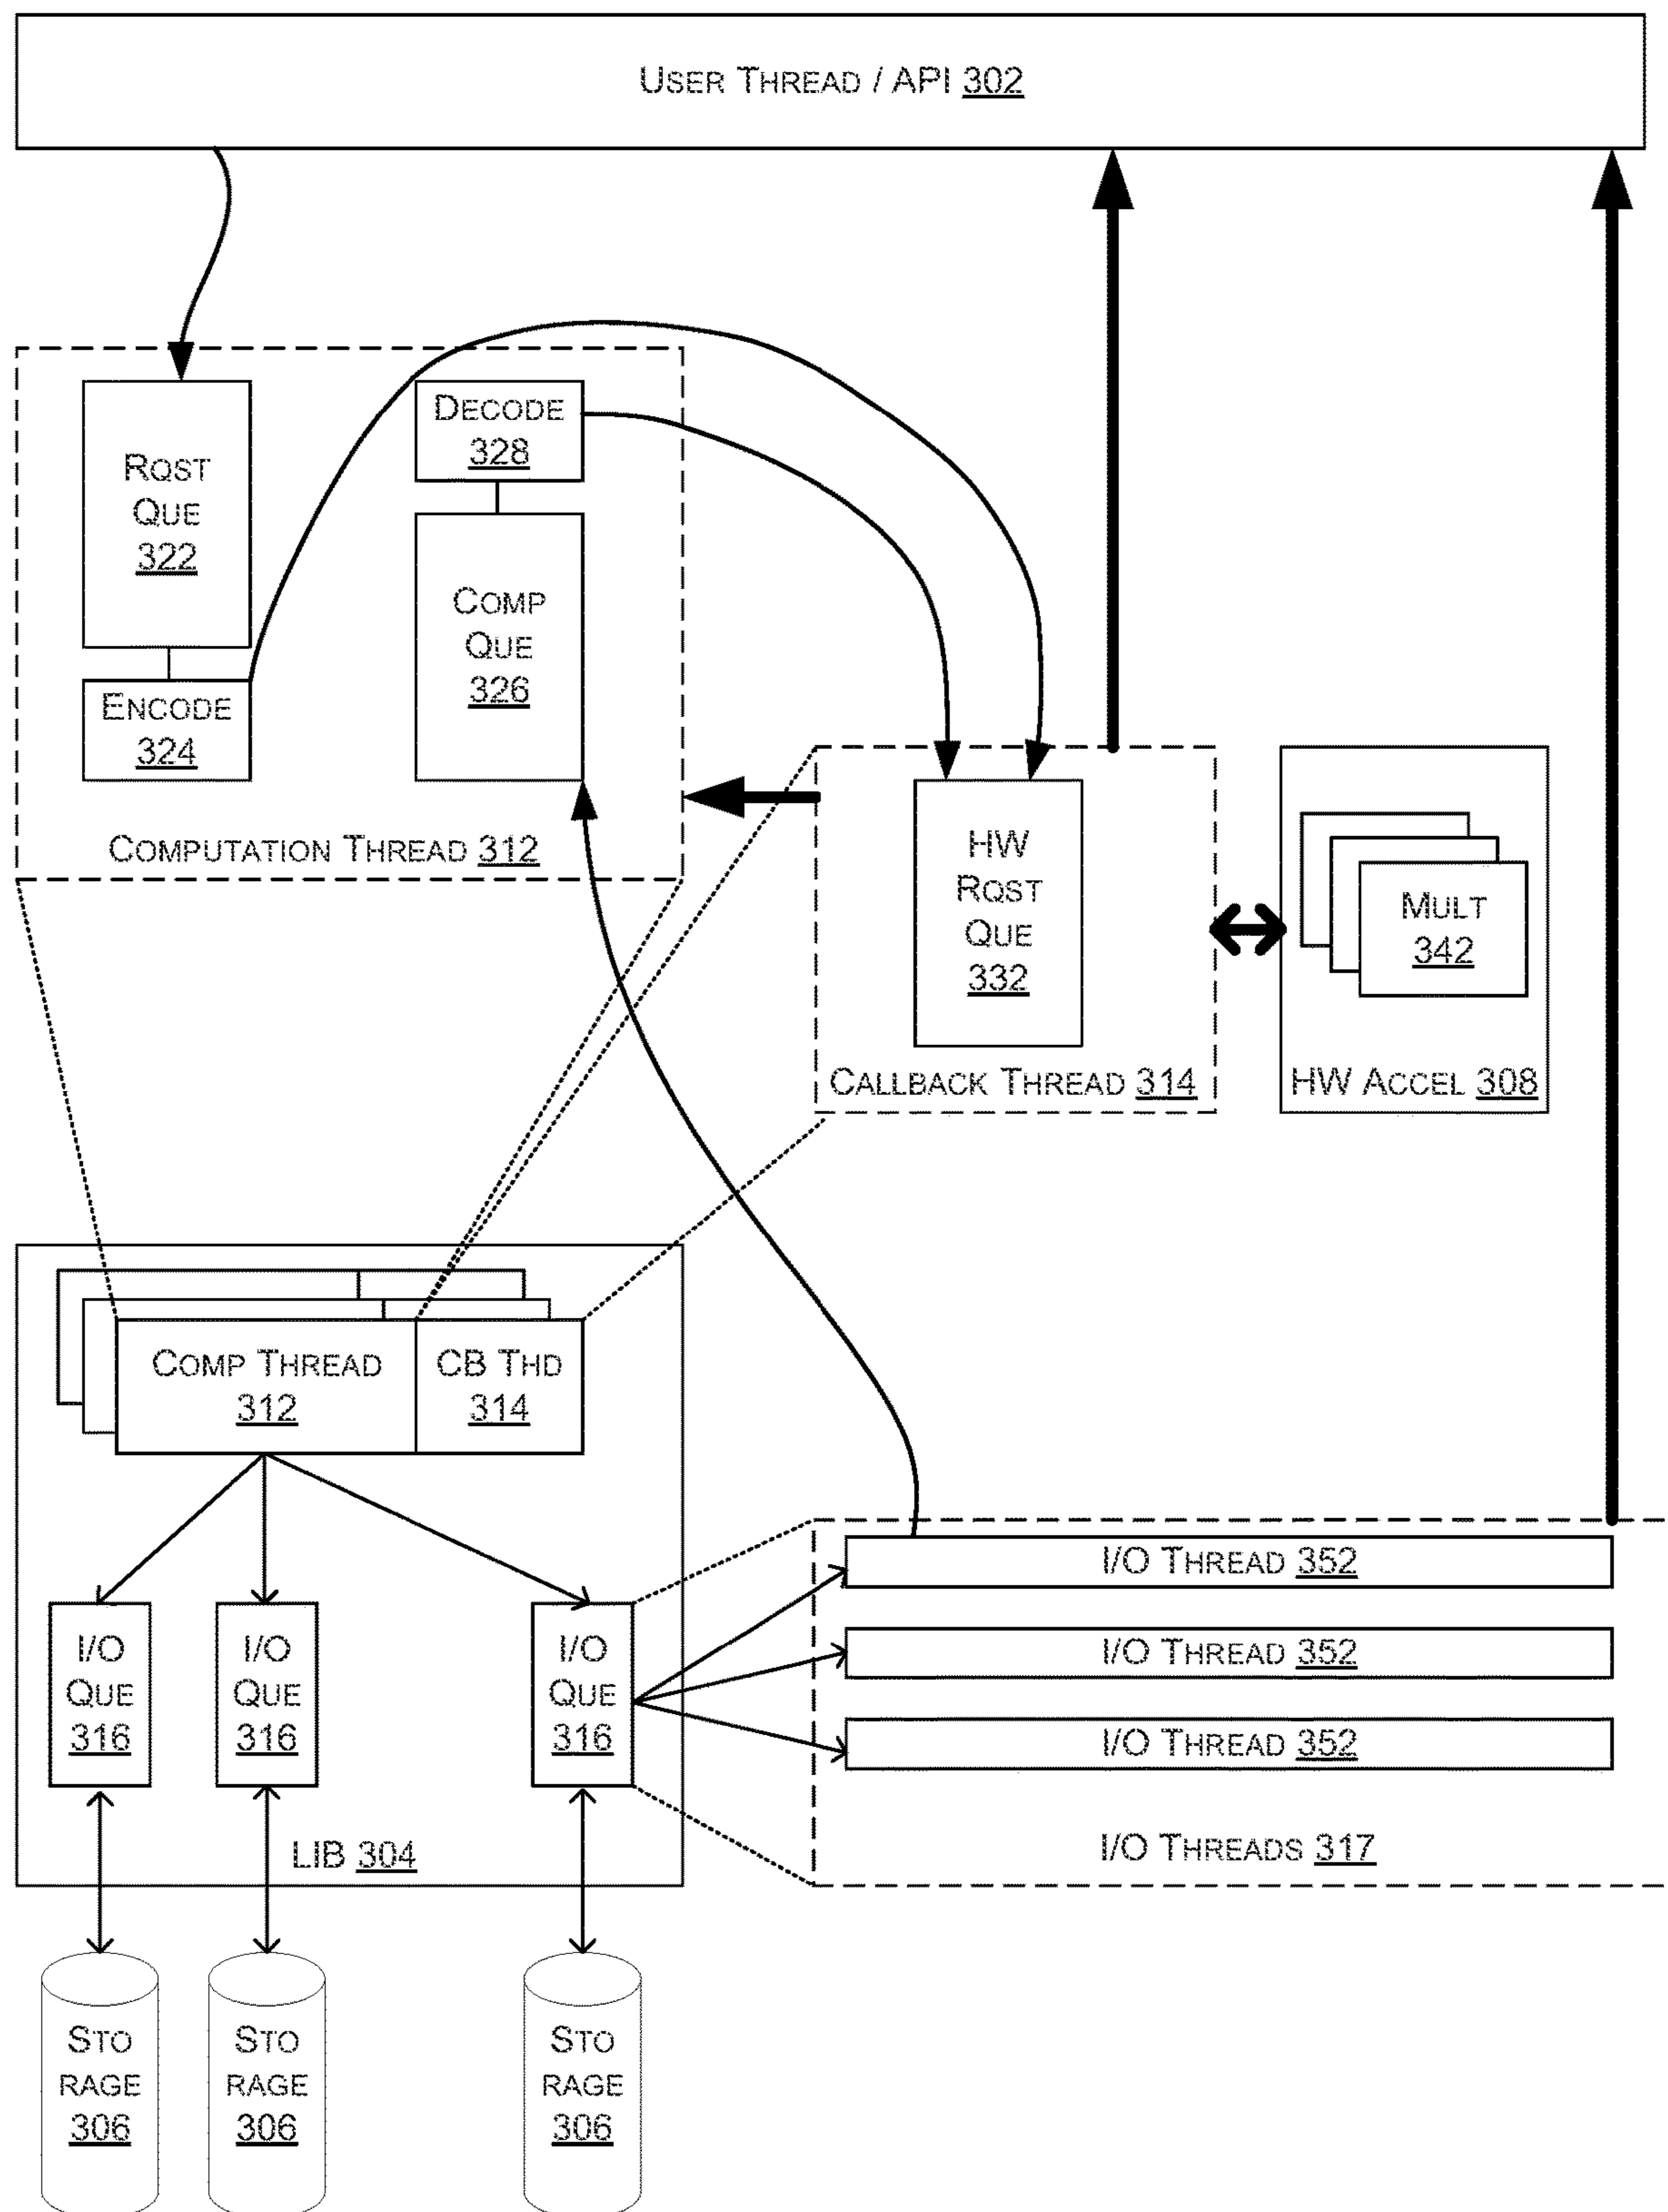 USER THREAD / API 302
RQST
QUE
322
ENCODE
324
DECODE
328
COMP
QUE
326
COMPUTATION THREAD 312
HW
RQST
QUE
332
CALLBACK THREAD 314
MULT
342
HW ACCEL 308
COMP THREAD
312
CB THD
314
I/O
QUE
316
I/O
QUE
316
I/O
QUE
316
LIB 304
I/O THREAD 352
I/O THREAD 352
I/O THREAD 352
I/O THREADS 317
STO
RAGE
306
STO
RAGE
306
STO
RAGE
306